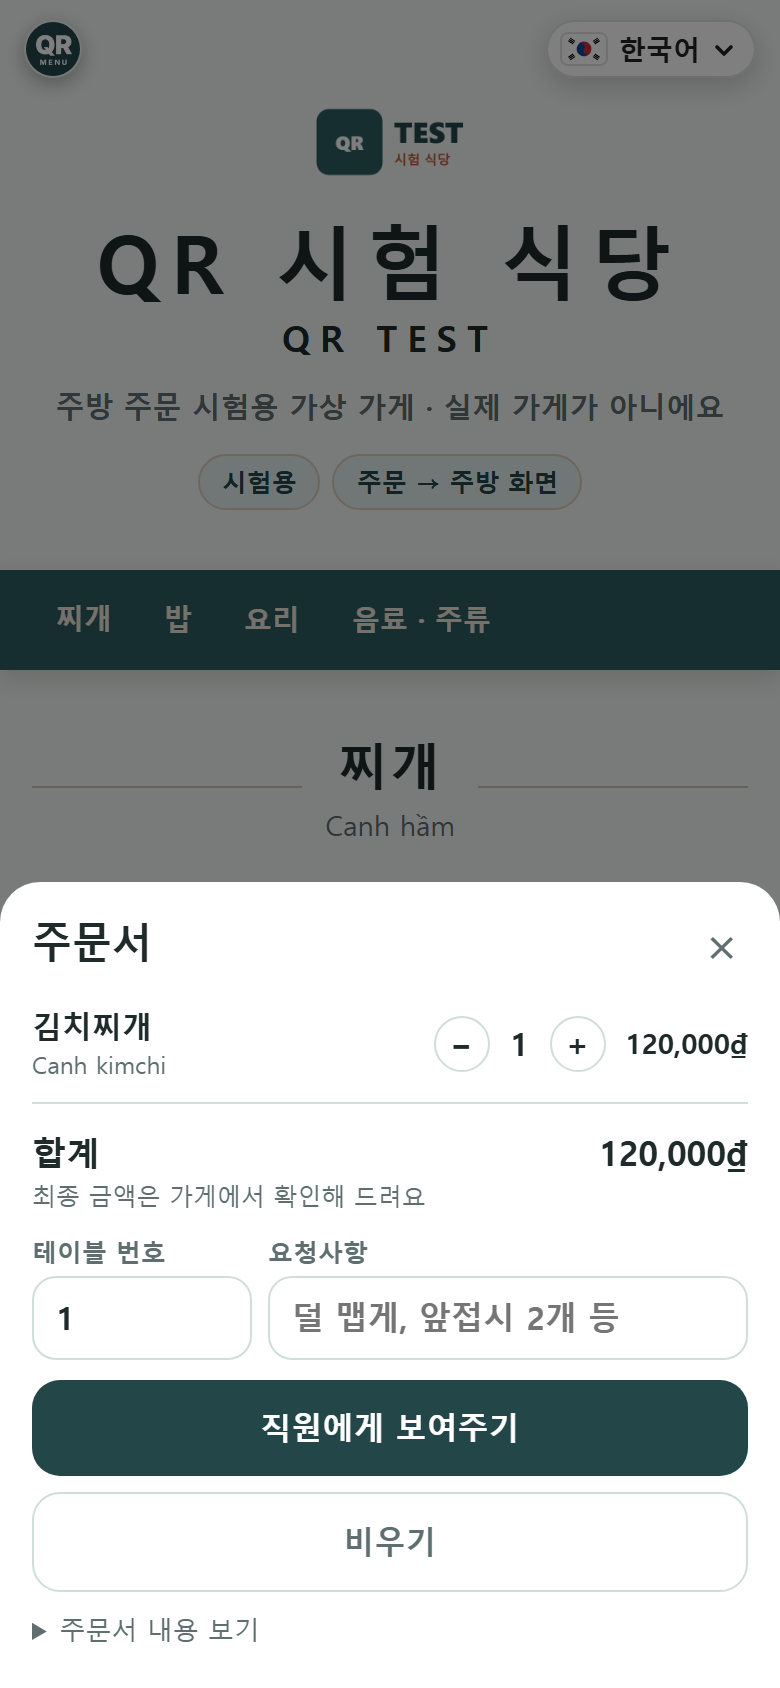 QR
MENU
한국어
QR
TEST
시험 식당
QR 시험 식당
QR TEST
주방 주문 시험용 가상 가게 · 실제 가게가 아니에요
시험용
주문 → 주방 화면
찌개
밥
요리
음료 · 주류
찌개
Canh hầm
주문서
×
김치찌개
Canh kimchi
− 1 + 120,000₫
합계
120,000₫
최종 금액은 가게에서 확인해 드려요
테이블 번호
요청사항
1
덜 맵게, 앞접시 2개 등
직원에게 보여주기
비우기
▶ 주문서 내용 보기